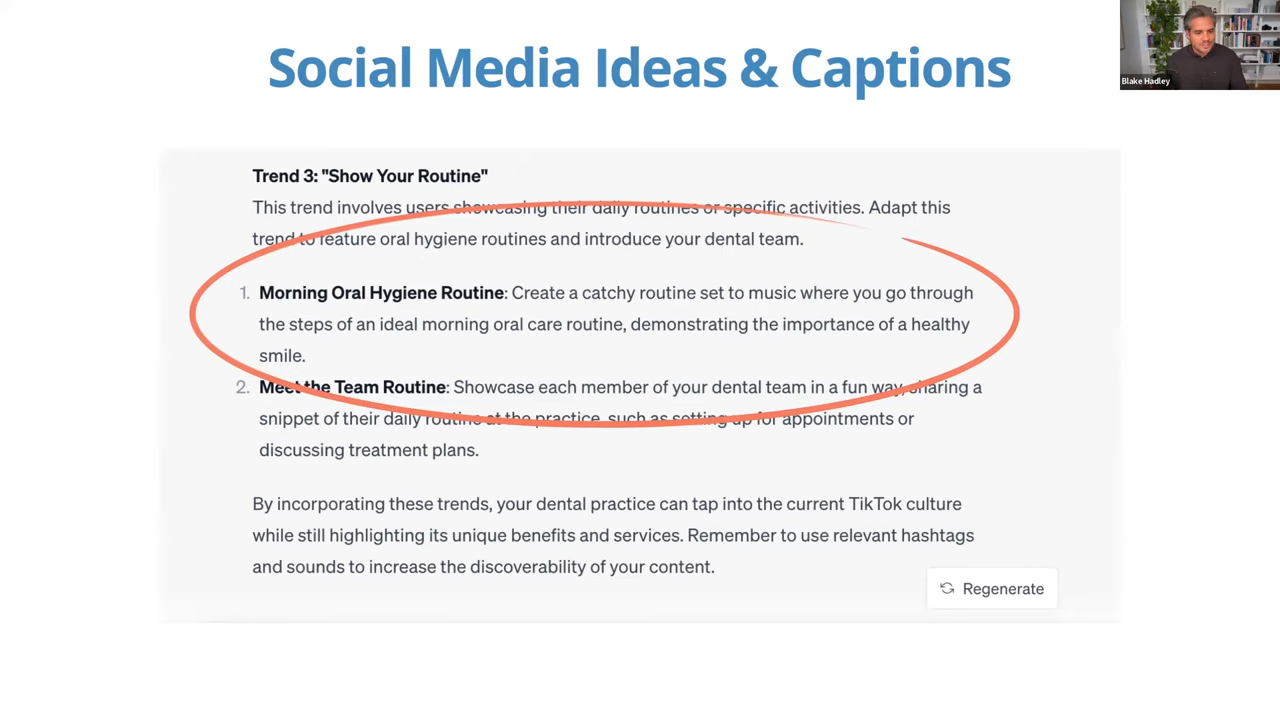 Social Media Ideas & Captions
Blake Hadley
Trend 3: "Show Your Routine"
This trend involves users showcasing their daily routines or specific activities. Adapt this
trend to feature oral hygiene routines and introduce your dental team.
1. Morning Oral Hygiene Routine: Create a catchy routine set to music where you go through
the steps of an ideal morning oral care routine, demonstrating the importance of a healthy
smile.
2. Meet the Team Routine: Showcase each member of your dental team in a fun way, sharing a
snippet of their daily routine at the practice, such as setting up for appointments or
discussing treatment plans.
By incorporating these trends, your dental practice can tap into the current TikTok culture
while still highlighting its unique benefits and services. Remember to use relevant hashtags
and sounds to increase the discoverability of your content.
Regenerate